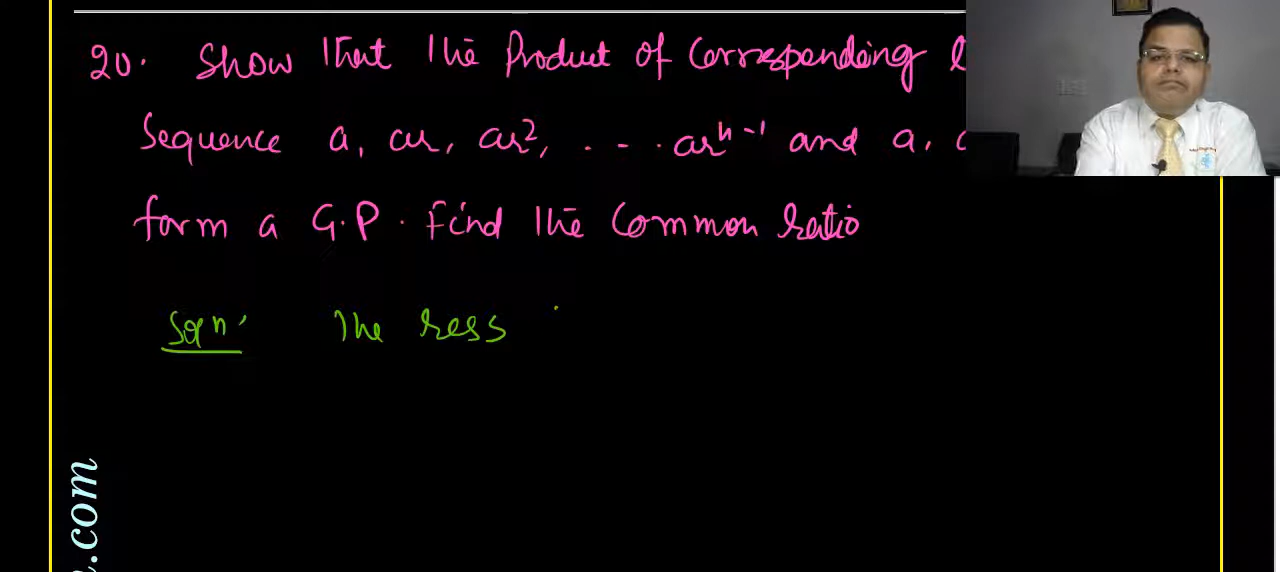 20. Show that the Product of Corresponding
Sequence a, ar, ar², . . . arⁿ⁻¹ and a,
form a G.P. Find the Common ratio
Solⁿ. The ress
.com